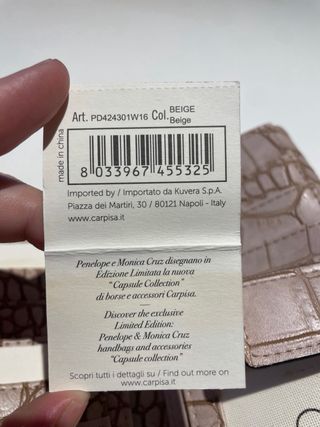 Art. PD424301W16 Col. BEIGE
Beige
made in china
8 033967 455325
Imported by / Importato da Kuvera S.p.A.
Piazza dei Martiri, 30 / 80121 Napoli - Italy
www.carpisa.it
Penelope e Monica Cruz disegnano in
Edizione Limitata la nuova
"Capsule Collection"
di borse e accessori Carpisa.
Discover the exclusive
Limited Edition:
Penelope & Monica Cruz
handbags and accessories
"Capsule collection"
Scopri tutti i dettagli su / Find out more on
www.carpisa.it